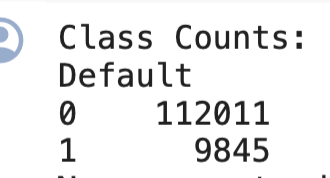 Class Counts:
Default
0     112011
1       9845